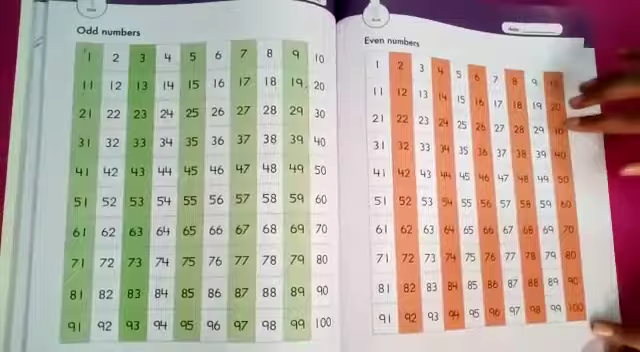 Odd numbers
1 2 3 4 5 6 7 8 9 10
11 12 13 14 15 16 17 18 19 20
21 22 23 24 25 26 27 28 29 30
31 32 33 34 35 36 37 38 39 40
41 42 43 44 45 46 47 48 49 50
51 52 53 54 55 56 57 58 59 60
61 62 63 64 65 66 67 68 69 70
71 72 73 74 75 76 77 78 79 80
81 82 83 84 85 86 87 88 89 90
91 92 93 94 95 96 97 98 99 100
Even numbers
1 2 3 4 5 6 7 8 9 10
11 12 13 14 15 16 17 18 19 20
21 22 23 24 25 26 27 28 29 30
31 32 33 34 35 36 37 38 39 40
41 42 43 44 45 46 47 48 49 50
51 52 53 54 55 56 57 58 59 60
61 62 63 64 65 66 67 68 69 70
71 72 73 74 75 76 77 78 79 80
81 82 83 84 85 86 87 88 89 90
91 92 93 94 95 96 97 98 99 100